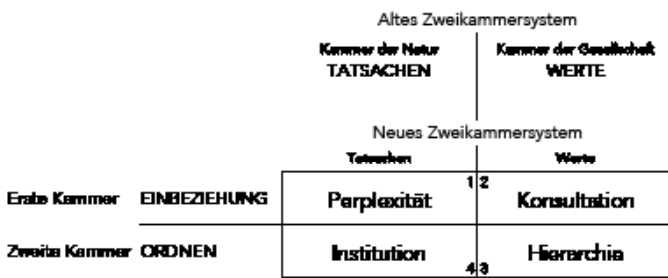 Altes Zweikammersystem
Kammer der Natur Kammer der Gesellschaft
TATSACHEN WERTE
Neues Zweikammersystem
Tatsachen Werte
1 2
Erste Kammer EINBEZIEHUNG Perplexität Konsultation
Zweite Kammer ORDNEN Institution Hierarchie
4 3